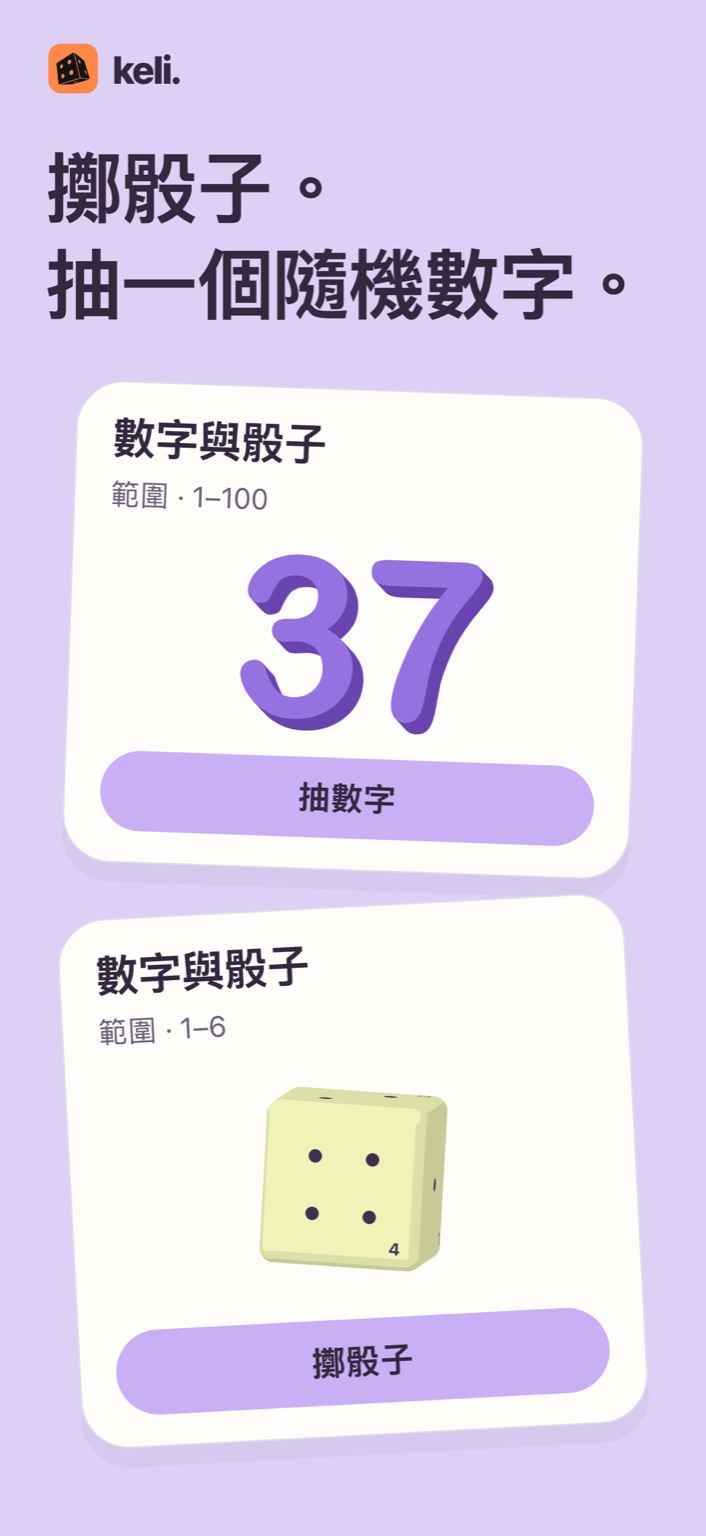 keli.
擲骰子。
抽一個隨機數字。
數字與骰子
範圍 · 1–100
37
抽數字
數字與骰子
範圍 · 1–6
4
擲骰子